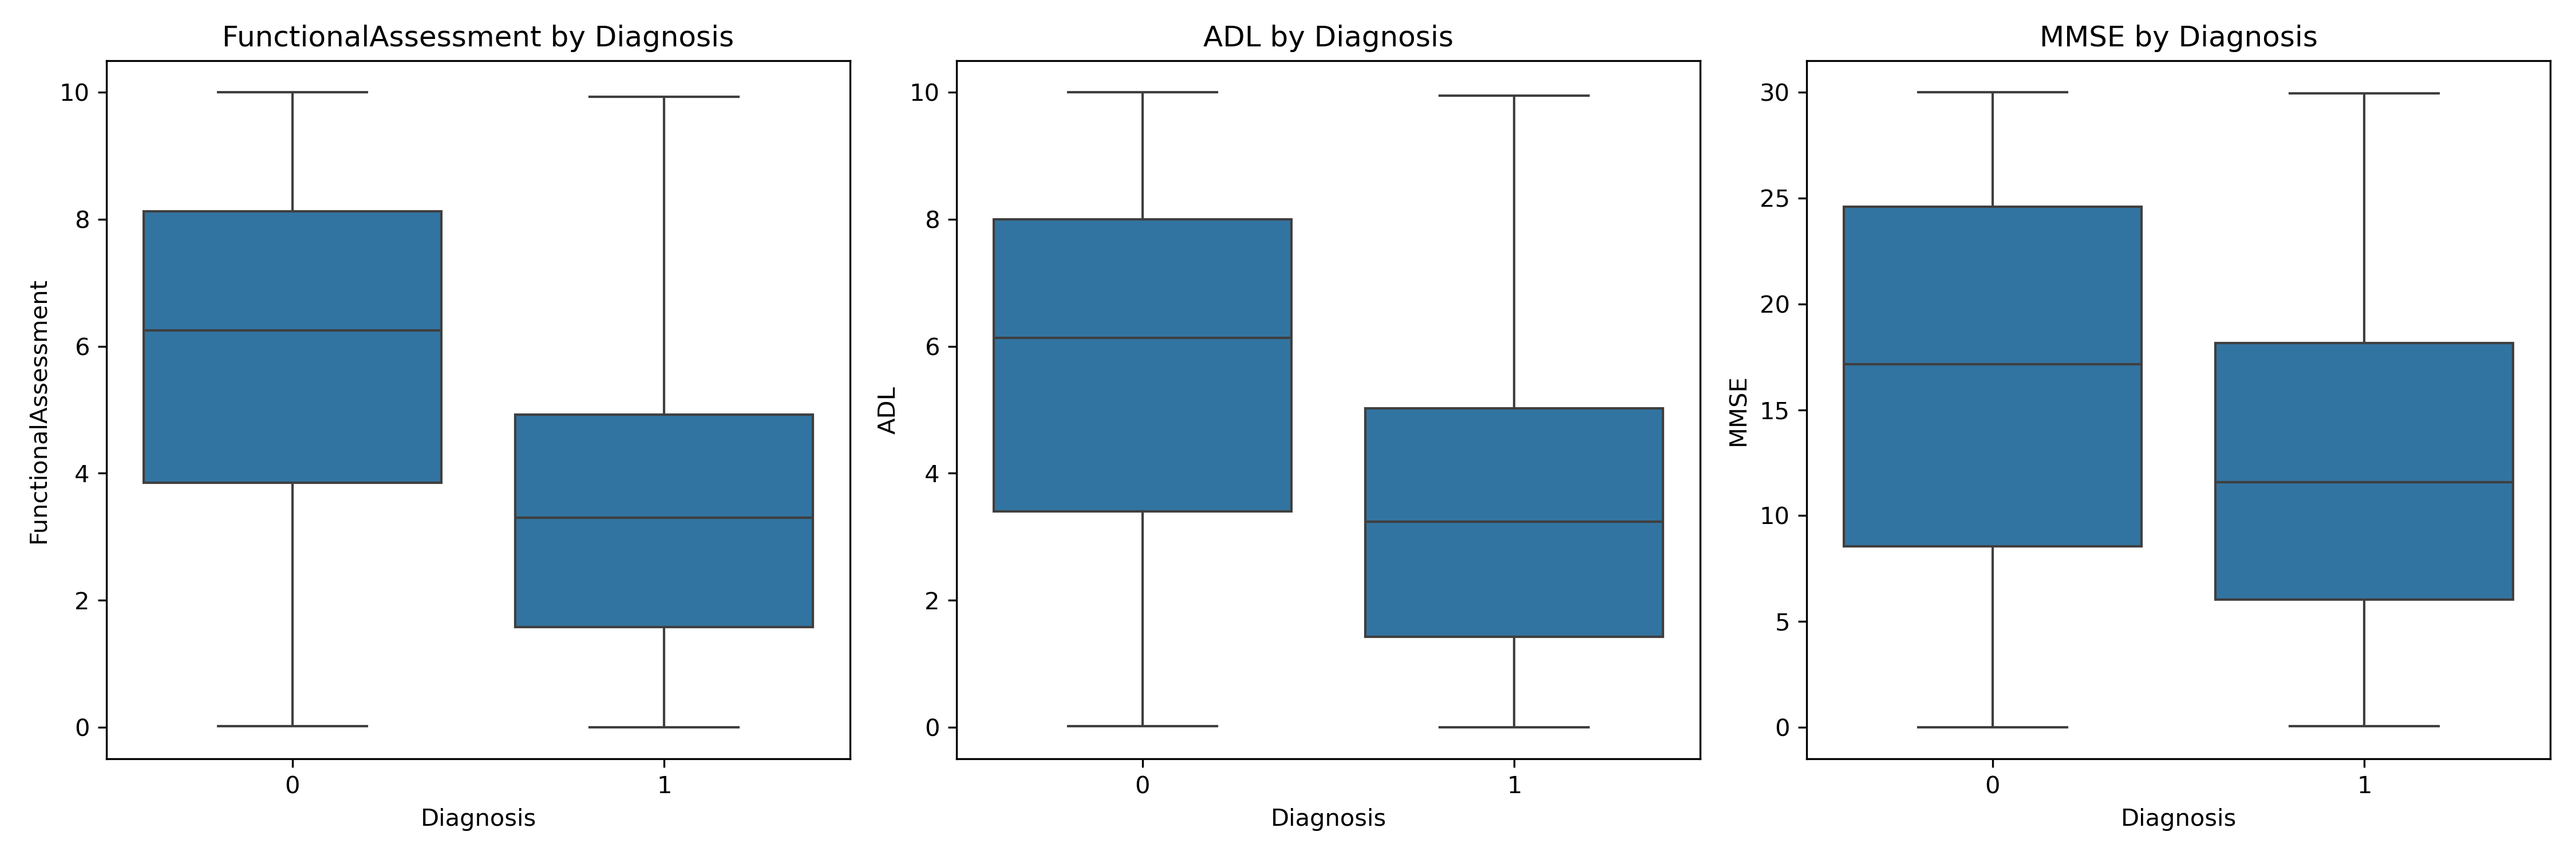 FunctionalAssessment by Diagnosis
FunctionalAssessment
10
8
6
4
2
0
0 1
Diagnosis
ADL by Diagnosis
ADL
10
8
6
4
2
0
0 1
Diagnosis
MMSE by Diagnosis
MMSE
30
25
20
15
10
5
0
0 1
Diagnosis